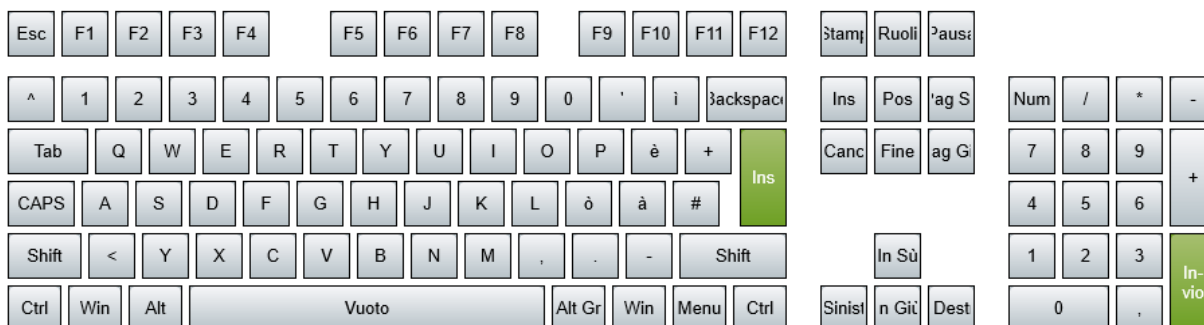 Esc F1 F2 F3 F4 F5 F6 F7 F8 F9 F10 F11 F12 Stamp Ruoli Pausa
^ 1 2 3 4 5 6 7 8 9 0 ' ì Backspace Ins Pos 'ag S Num / * -
Tab Q W E R T Y U I O P è + Ins Canc Fine ag Gi 7 8 9 +
CAPS A S D F G H J K L ò à # 4 5 6
Shift < Y X C V B N M , . - Shift In Sù 1 2 3 In-
vio
Ctrl Win Alt Vuoto Alt Gr Win Menu Ctrl Sinist n Giù Dest 0 ,